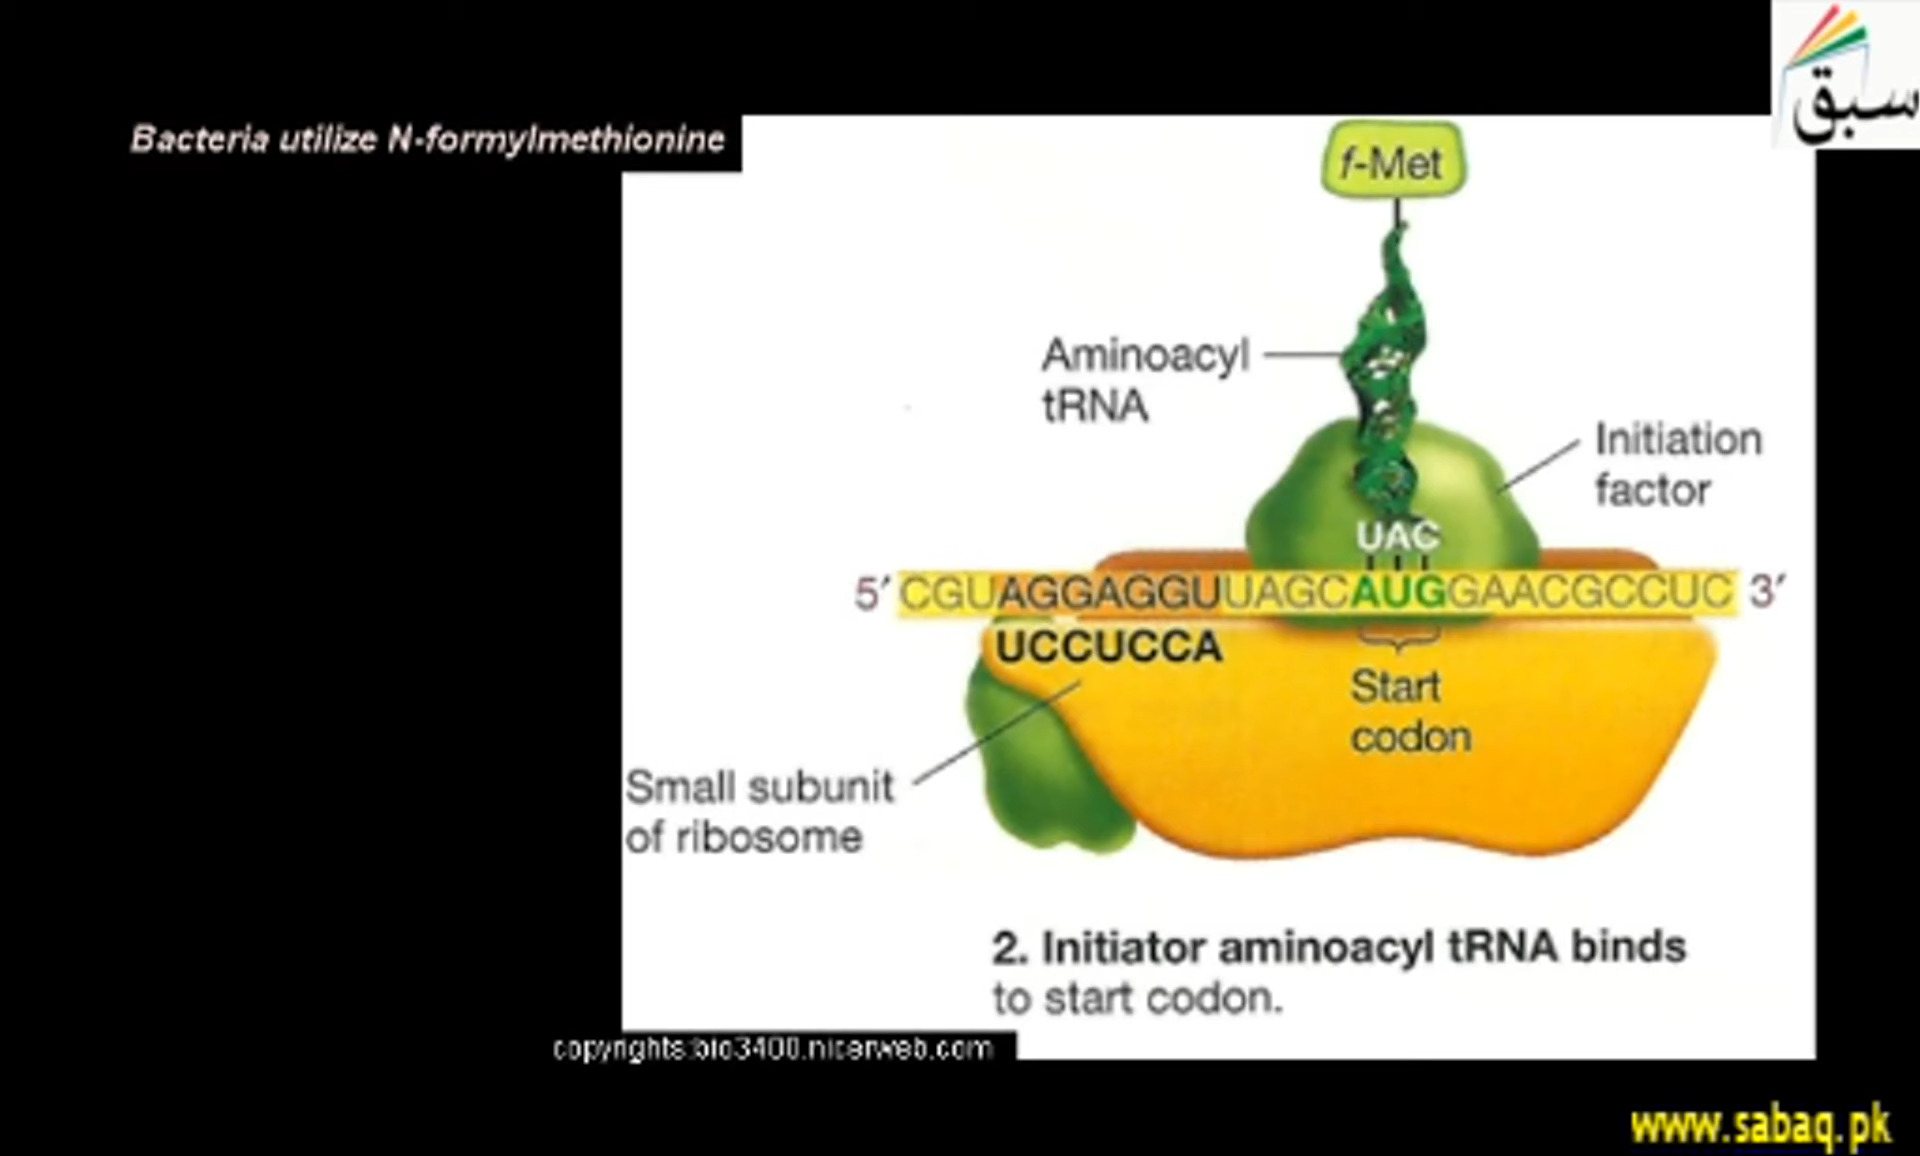 سبق
Bacteria utilize N-formylmethionine
f-Met
Aminoacyl
tRNA
Initiation
factor
UAC
5′ CGUAGGAGGUUUAGCAUGGAACGCCUC 3′
UCCUCCA
Start
codon
Small subunit
of ribosome
2. Initiator aminoacyl tRNA binds
to start codon.
copyrights:bio3400.nicerweb.com
www.sabaq.pk